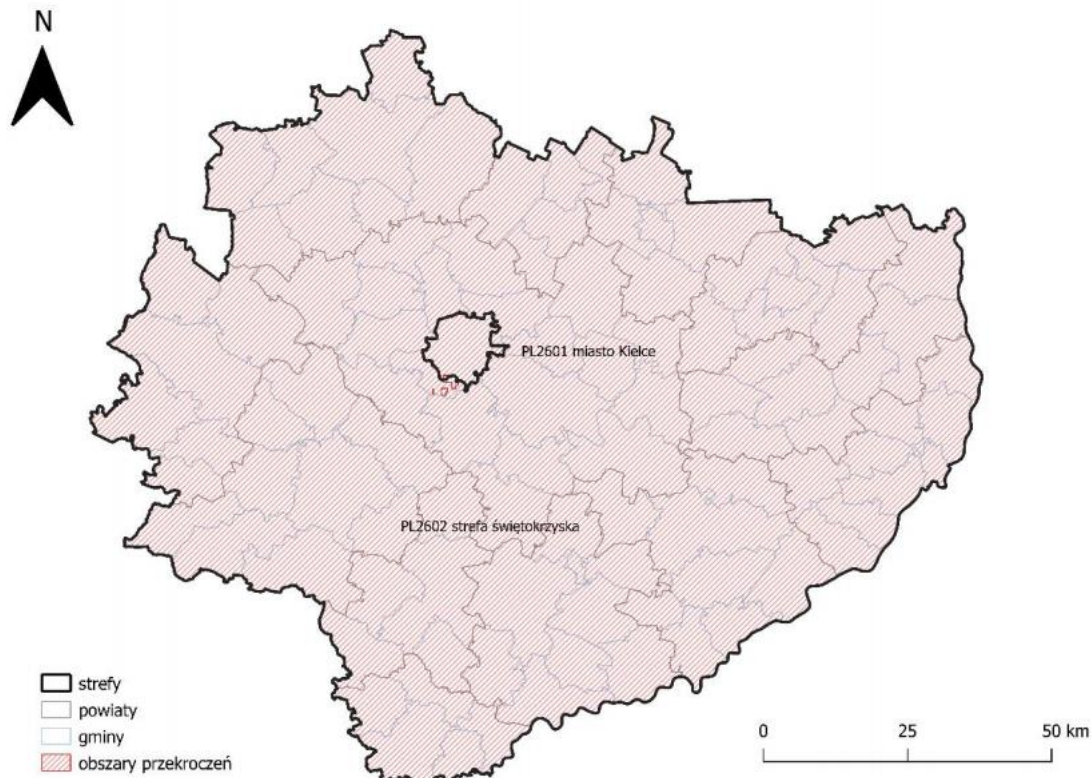 N
PL2601 miasto Kielce
PL2602 strefa świętokrzyska
strefy
powiaty
gminy
obszary przekroczeń
0 25 50 km